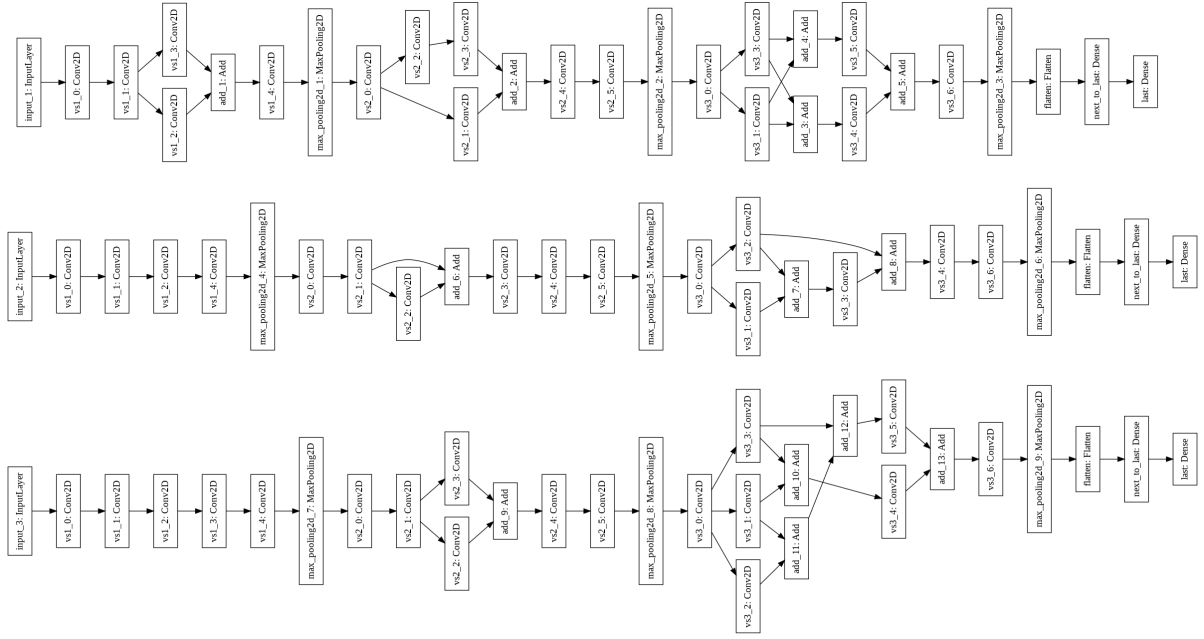 input_1: InputLayer
vs1_0: Conv2D
vs1_1: Conv2D
vs1_3: Conv2D
vs1_2: Conv2D
add_1: Add
vs1_4: Conv2D
max_pooling2d_1: MaxPooling2D
vs2_0: Conv2D
vs2_2: Conv2D
vs2_3: Conv2D
vs2_1: Conv2D
add_2: Add
vs2_4: Conv2D
vs2_5: Conv2D
max_pooling2d_2: MaxPooling2D
vs3_0: Conv2D
vs3_3: Conv2D
vs3_1: Conv2D
add_4: Add
add_3: Add
vs3_5: Conv2D
vs3_4: Conv2D
add_5: Add
vs3_6: Conv2D
max_pooling2d_3: MaxPooling2D
flatten: Flatten
next_to_last: Dense
last: Dense
input_2: InputLayer
vs1_0: Conv2D
vs1_1: Conv2D
vs1_2: Conv2D
vs1_4: Conv2D
max_pooling2d_4: MaxPooling2D
vs2_0: Conv2D
vs2_1: Conv2D
vs2_2: Conv2D
add_6: Add
vs2_3: Conv2D
vs2_4: Conv2D
vs2_5: Conv2D
max_pooling2d_5: MaxPooling2D
vs3_0: Conv2D
vs3_2: Conv2D
vs3_1: Conv2D
add_7: Add
vs3_3: Conv2D
add_8: Add
vs3_4: Conv2D
vs3_6: Conv2D
max_pooling2d_6: MaxPooling2D
flatten: Flatten
next_to_last: Dense
last: Dense
input_3: InputLayer
vs1_0: Conv2D
vs1_1: Conv2D
vs1_2: Conv2D
vs1_3: Conv2D
vs1_4: Conv2D
max_pooling2d_7: MaxPooling2D
vs2_0: Conv2D
vs2_1: Conv2D
vs2_3: Conv2D
vs2_2: Conv2D
add_9: Add
vs2_4: Conv2D
vs2_5: Conv2D
max_pooling2d_8: MaxPooling2D
vs3_0: Conv2D
vs3_3: Conv2D
vs3_1: Conv2D
vs3_2: Conv2D
add_10: Add
add_11: Add
add_12: Add
vs3_5: Conv2D
vs3_4: Conv2D
add_13: Add
vs3_6: Conv2D
max_pooling2d_9: MaxPooling2D
flatten: Flatten
next_to_last: Dense
last: Dense